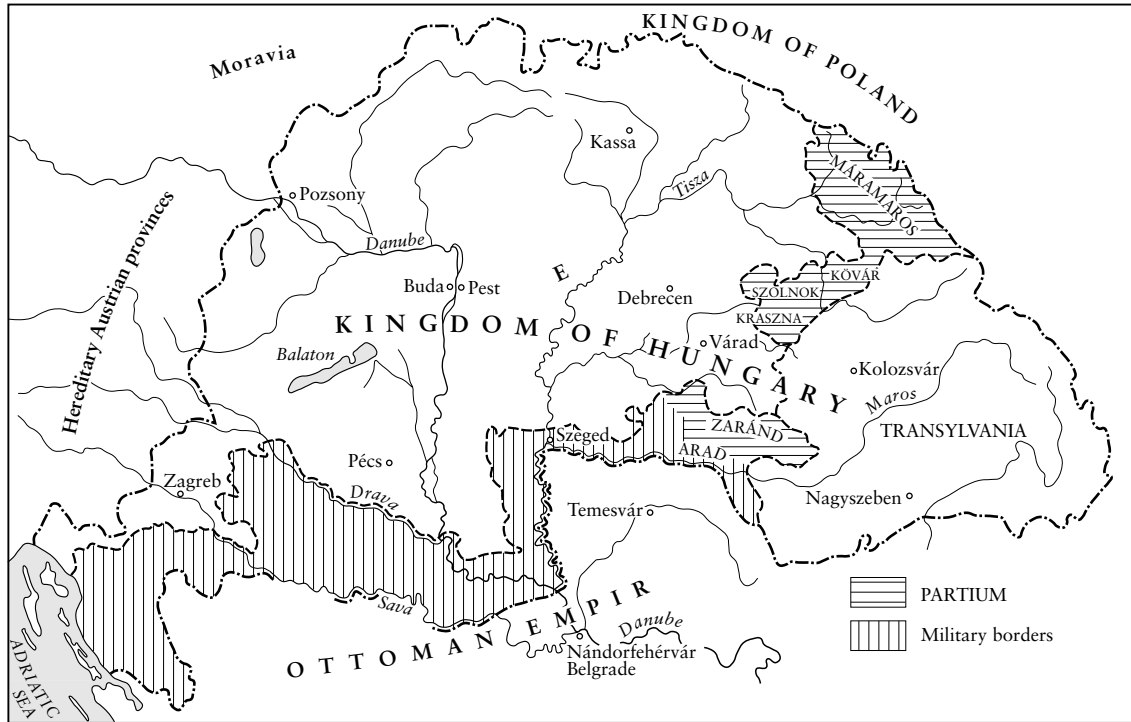 KINGDOM OF POLAND
Moravia
Kassa
MÁRAMAROS
Tisza
Pozsony
Hereditary Austrian provinces
Danube
E
KÖVÁR
Buda
Pest
Debrecen
SZOLNOK
KRASZNA
KINGDOM OF HUNGARY
Várad
Balaton
Kolozsvár
Maros
ZARÁND
TRANSYLVANIA
Szeged
ARAD
Pécs
Zagreb
Drava
Nagyszeben
Temesvár
PARTIUM
Sava
Military borders
OTTOMAN EMPIR
Danube
Nándorfehérvár
Belgrade
ADRIATIC
SEA